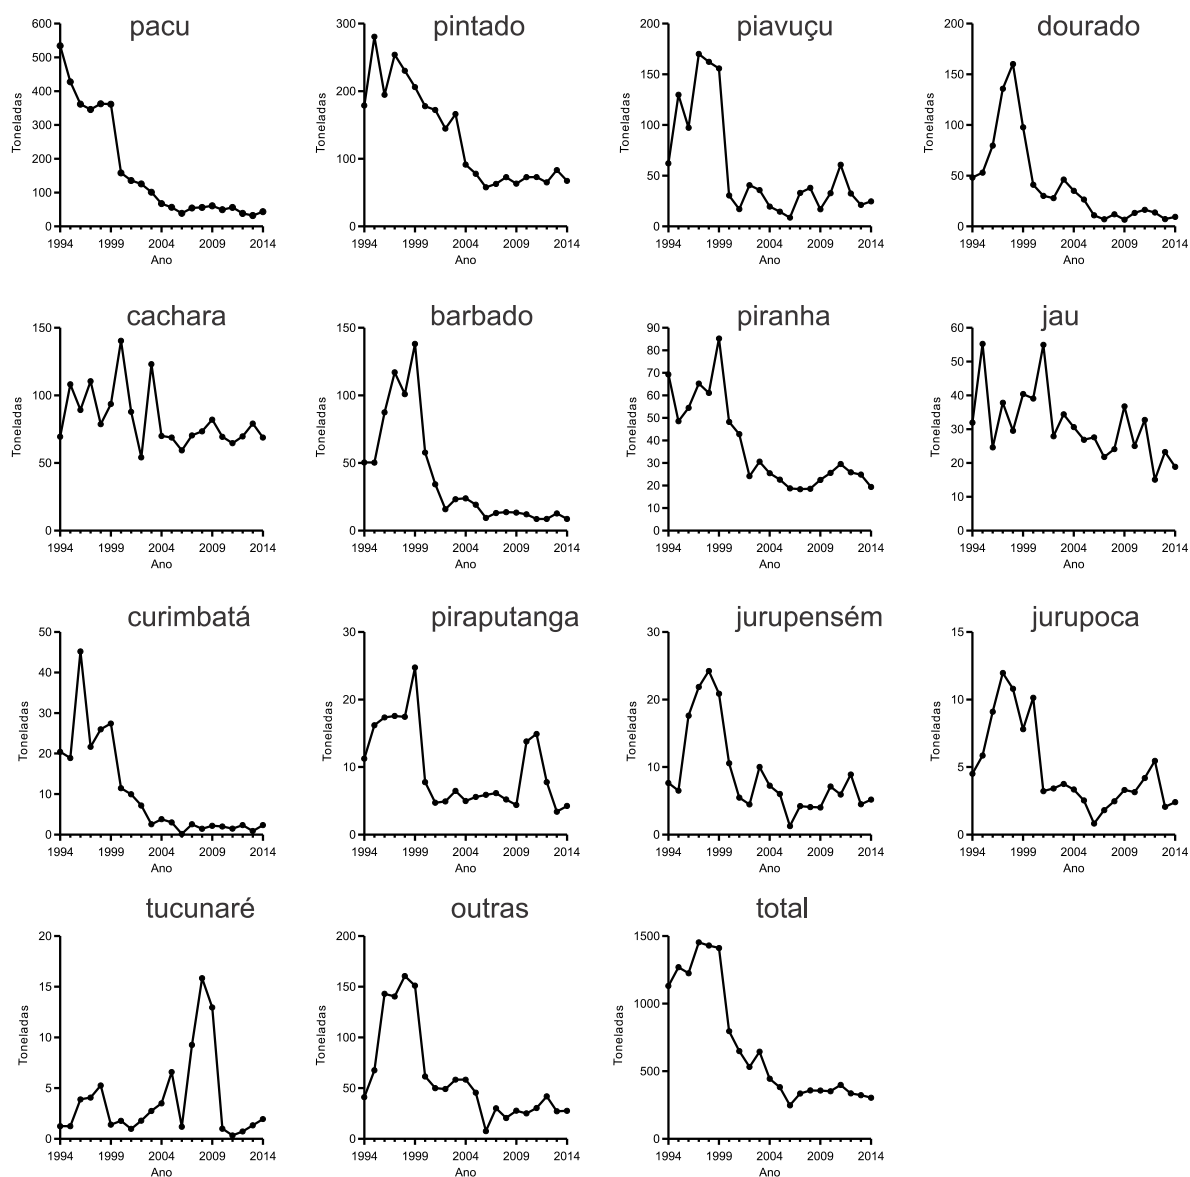 pacu
600
500
400
300
200
100
0
Toneladas
1994 1999 2004 2009 2014
Ano
pintado
300
200
100
0
Toneladas
1994 1999 2004 2009 2014
Ano
piavuçu
200
150
100
50
0
Toneladas
1994 1999 2004 2009 2014
Ano
dourado
200
150
100
50
0
Toneladas
1994 1999 2004 2009 2014
Ano
cachara
150
100
50
0
Toneladas
1994 1999 2004 2009 2014
Ano
barbado
150
100
50
0
Toneladas
1994 1999 2004 2009 2014
Ano
piranha
90
80
70
60
50
40
30
20
10
0
Toneladas
1994 1999 2004 2009 2014
Ano
jau
60
50
40
30
20
10
0
Toneladas
1994 1999 2004 2009 2014
Ano
curimbatá
50
40
30
20
10
0
Toneladas
1994 1999 2004 2009 2014
Ano
piraputanga
30
20
10
0
Toneladas
1994 1999 2004 2009 2014
Ano
jurupensém
30
20
10
0
Toneladas
1994 1999 2004 2009 2014
Ano
jurupoca
15
10
5
0
Toneladas
1994 1999 2004 2009 2014
Ano
tucunaré
20
15
10
5
0
Toneladas
1994 1999 2004 2009 2014
Ano
outras
200
150
100
50
0
Toneladas
1994 1999 2004 2009 2014
Ano
total
1500
1000
500
0
Toneladas
1994 1999 2004 2009 2014
Ano